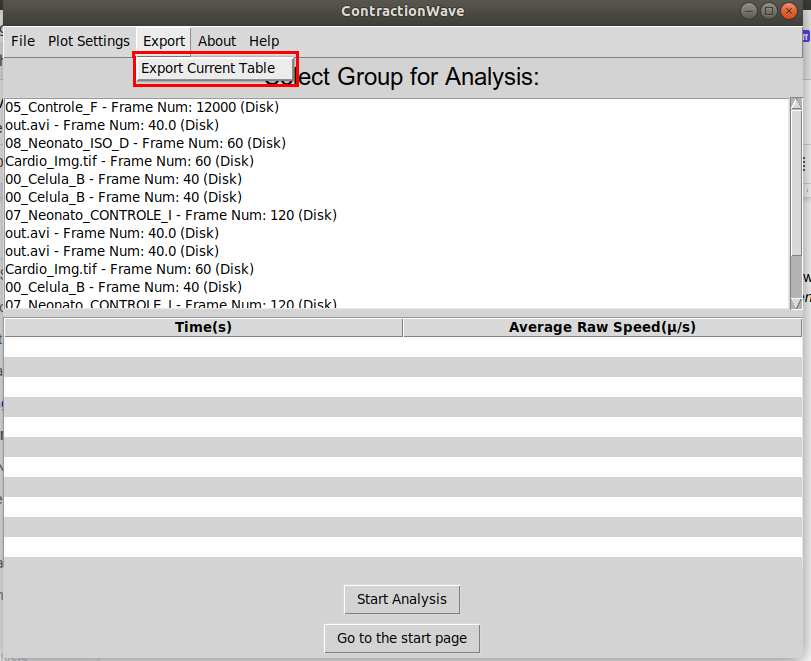 ContractionWave
File Plot Settings Export About Help
Export Current Table
Select Group for Analysis:
05_Controle_F - Frame Num: 12000 (Disk)
out.avi - Frame Num: 40.0 (Disk)
08_Neonato_ISO_D - Frame Num: 60 (Disk)
Cardio_Img.tif - Frame Num: 60 (Disk)
00_Celula_B - Frame Num: 40 (Disk)
00_Celula_B - Frame Num: 40 (Disk)
07_Neonato_CONTROLE_I - Frame Num: 120 (Disk)
out.avi - Frame Num: 40.0 (Disk)
out.avi - Frame Num: 40.0 (Disk)
Cardio_Img.tif - Frame Num: 60 (Disk)
00_Celula_B - Frame Num: 40 (Disk)
07_Neonato_CONTROLE_I - Frame Num: 120 (Disk)
Time(s) Average Raw Speed(μ/s)
Start Analysis
Go to the start page